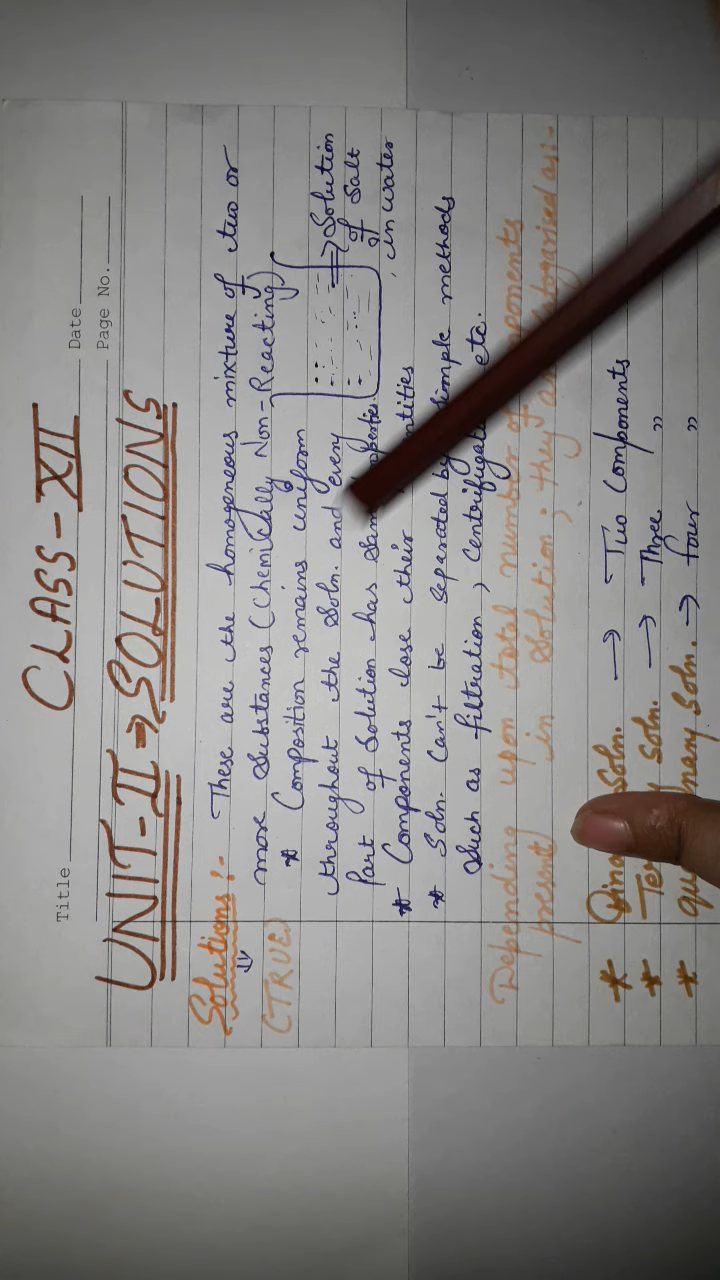 CLASS - XII
Title Date
Page No.
UNIT-II ⇒ SOLUTIONS
Solutions :- These are the homogeneous mixture of two or
(TRUE) more substances (Chemically Non-Reacting)
* Composition remains uniform
throughout the Soln. and every
part of Solution has same
⇒ Solution
of Salt
in water
* Components lose their
* Soln. Can't be separated by simple methods
such as filtration, centrifugation etc.
Depending upon total number of components
present in solution; they are categorised as:-
* Soln. → Two Components
* Soln. → Three "
* Soln. → four "